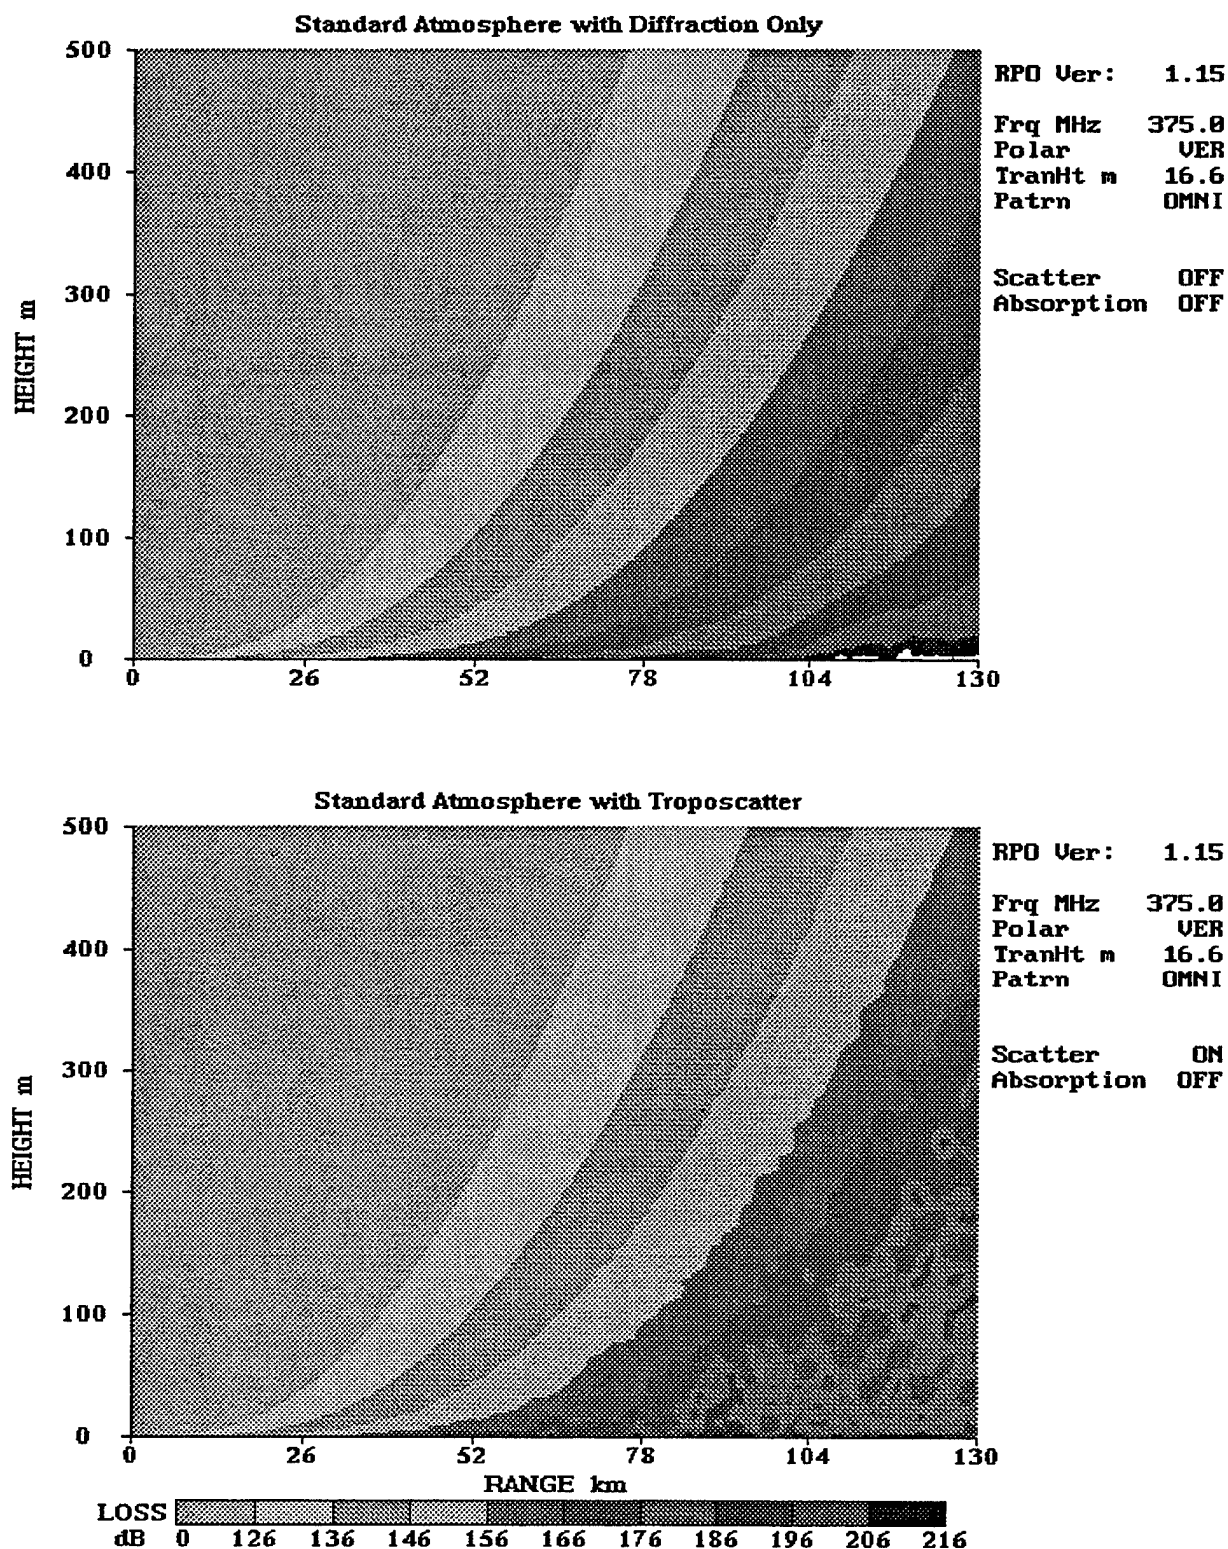 Standard Atmosphere with Diffraction Only
500
400
300
200
100
0
HEIGHT m
0 26 52 78 104 130
RPO Ver: 1.15
Frq MHz 375.0
Polar VER
TranHt m 16.6
Patrn OMNI
Scatter OFF
Absorption OFF
Standard Atmosphere with Troposcatter
500
400
300
200
100
0
HEIGHT m
0 26 52 78 104 130
RANGE km
RPO Ver: 1.15
Frq MHz 375.0
Polar VER
TranHt m 16.6
Patrn OMNI
Scatter ON
Absorption OFF
LOSS
dB 0 126 136 146 156 166 176 186 196 206 216